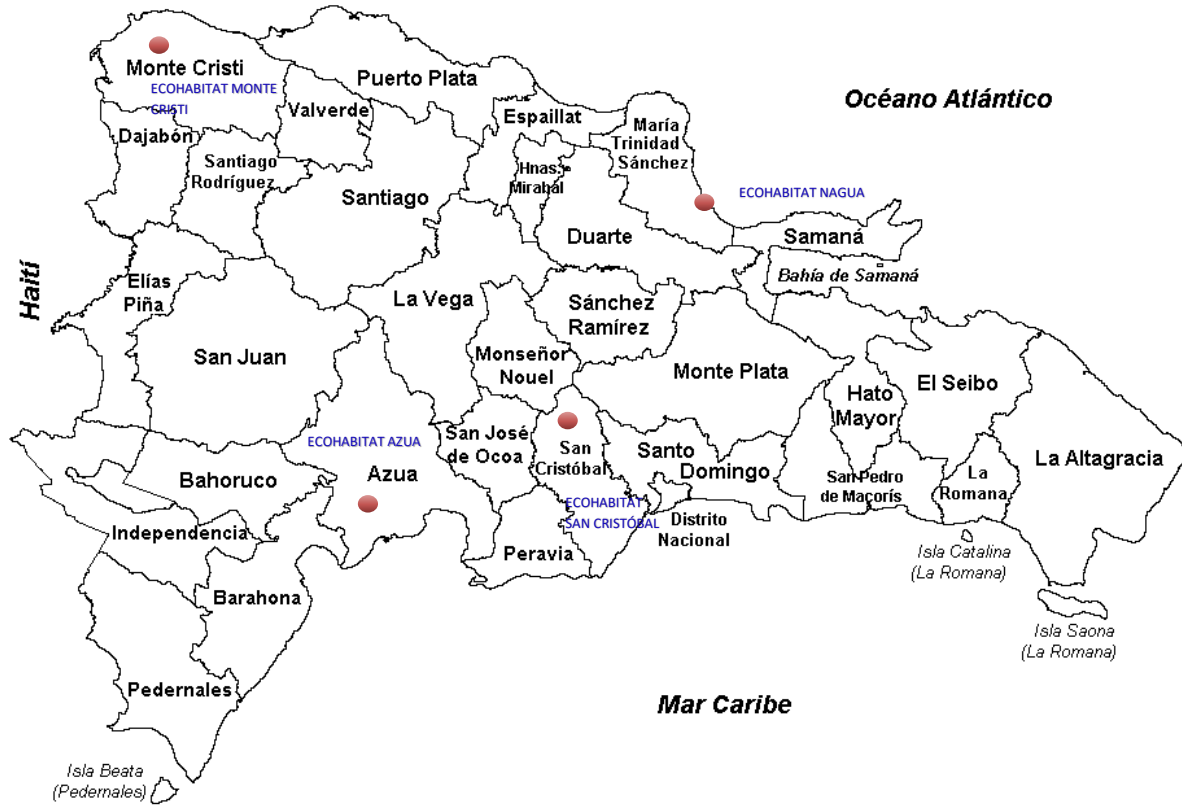 Monte Cristi
ECOHABITAT MONTE
CRISTI
Puerto Plata
Valverde
Espaillat
María
Trinidad
Sánchez
Océano Atlántico
Dajabón
Santiago
Rodríguez
Hnas.
Mirabal
Santiago
ECOHABITAT NAGUA
Duarte
Samaná
Bahía de Samaná
Haití
Elías
Piña
La Vega
Sánchez
Ramírez
San Juan
Monseñor
Nouel
Monte Plata
El Seibo
Hato
Mayor
ECOHABITAT AZUA
Azua
San José
de Ocoa
San
Cristóbal
Santo
Domingo
La Altagracia
Bahoruco
San Pedro
de Macorís
La
Romana
ECOHABITAT
SAN CRISTÓBAL
Distrito
Nacional
Independencia
Peravia
Isla Catalina
(La Romana)
Barahona
Isla Saona
(La Romana)
Pedernales
Mar Caribe
Isla Beata
(Pedernales)